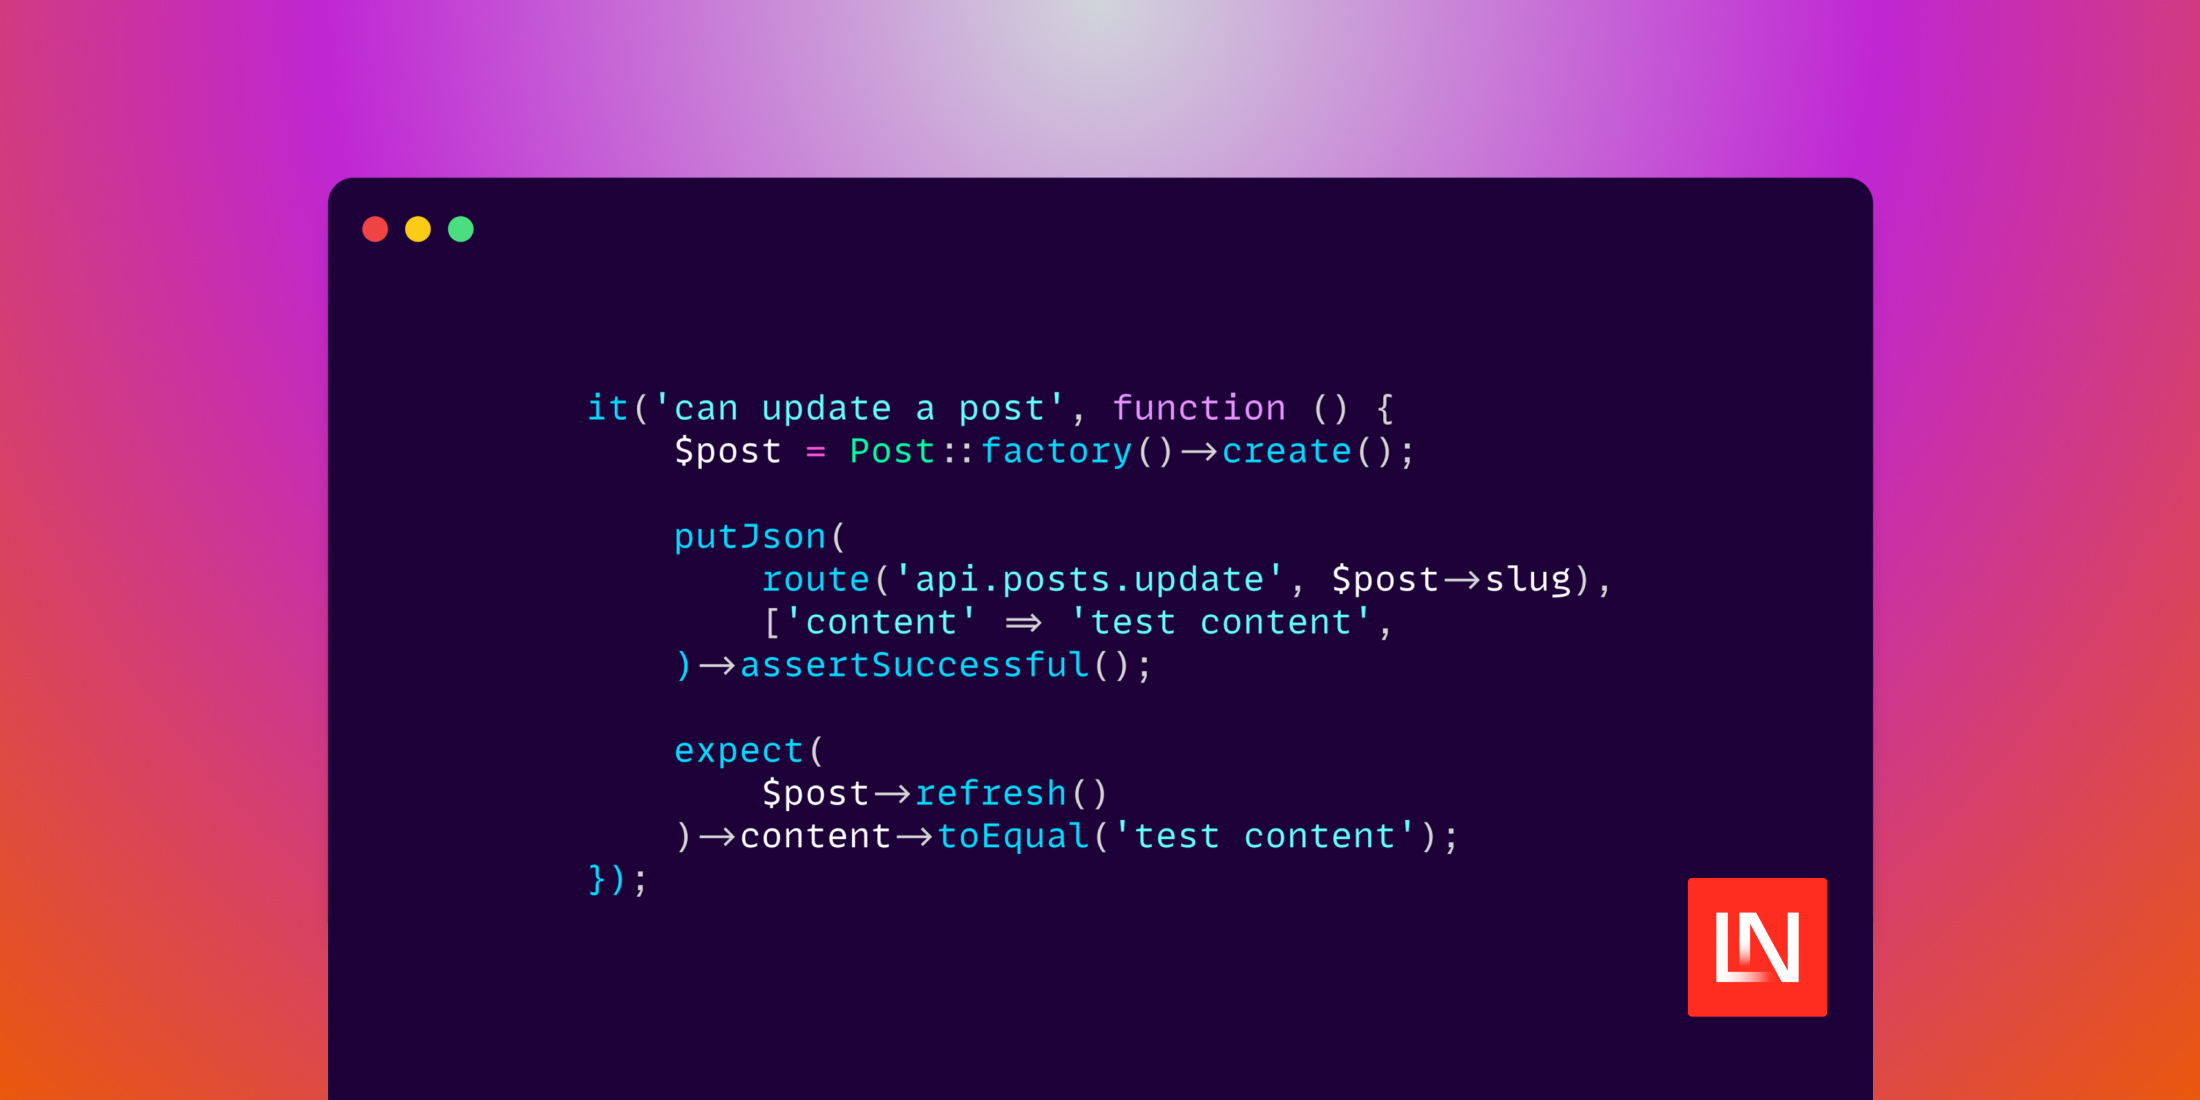 it('can update a post', function () {
    $post = Post::factory()->create();
    putJson(
        route('api.posts.update', $post->slug),
        ['content' => 'test content',
    )->assertSuccessful();
    expect(
        $post->refresh()
    )->content->toEqual('test content');
});
LN